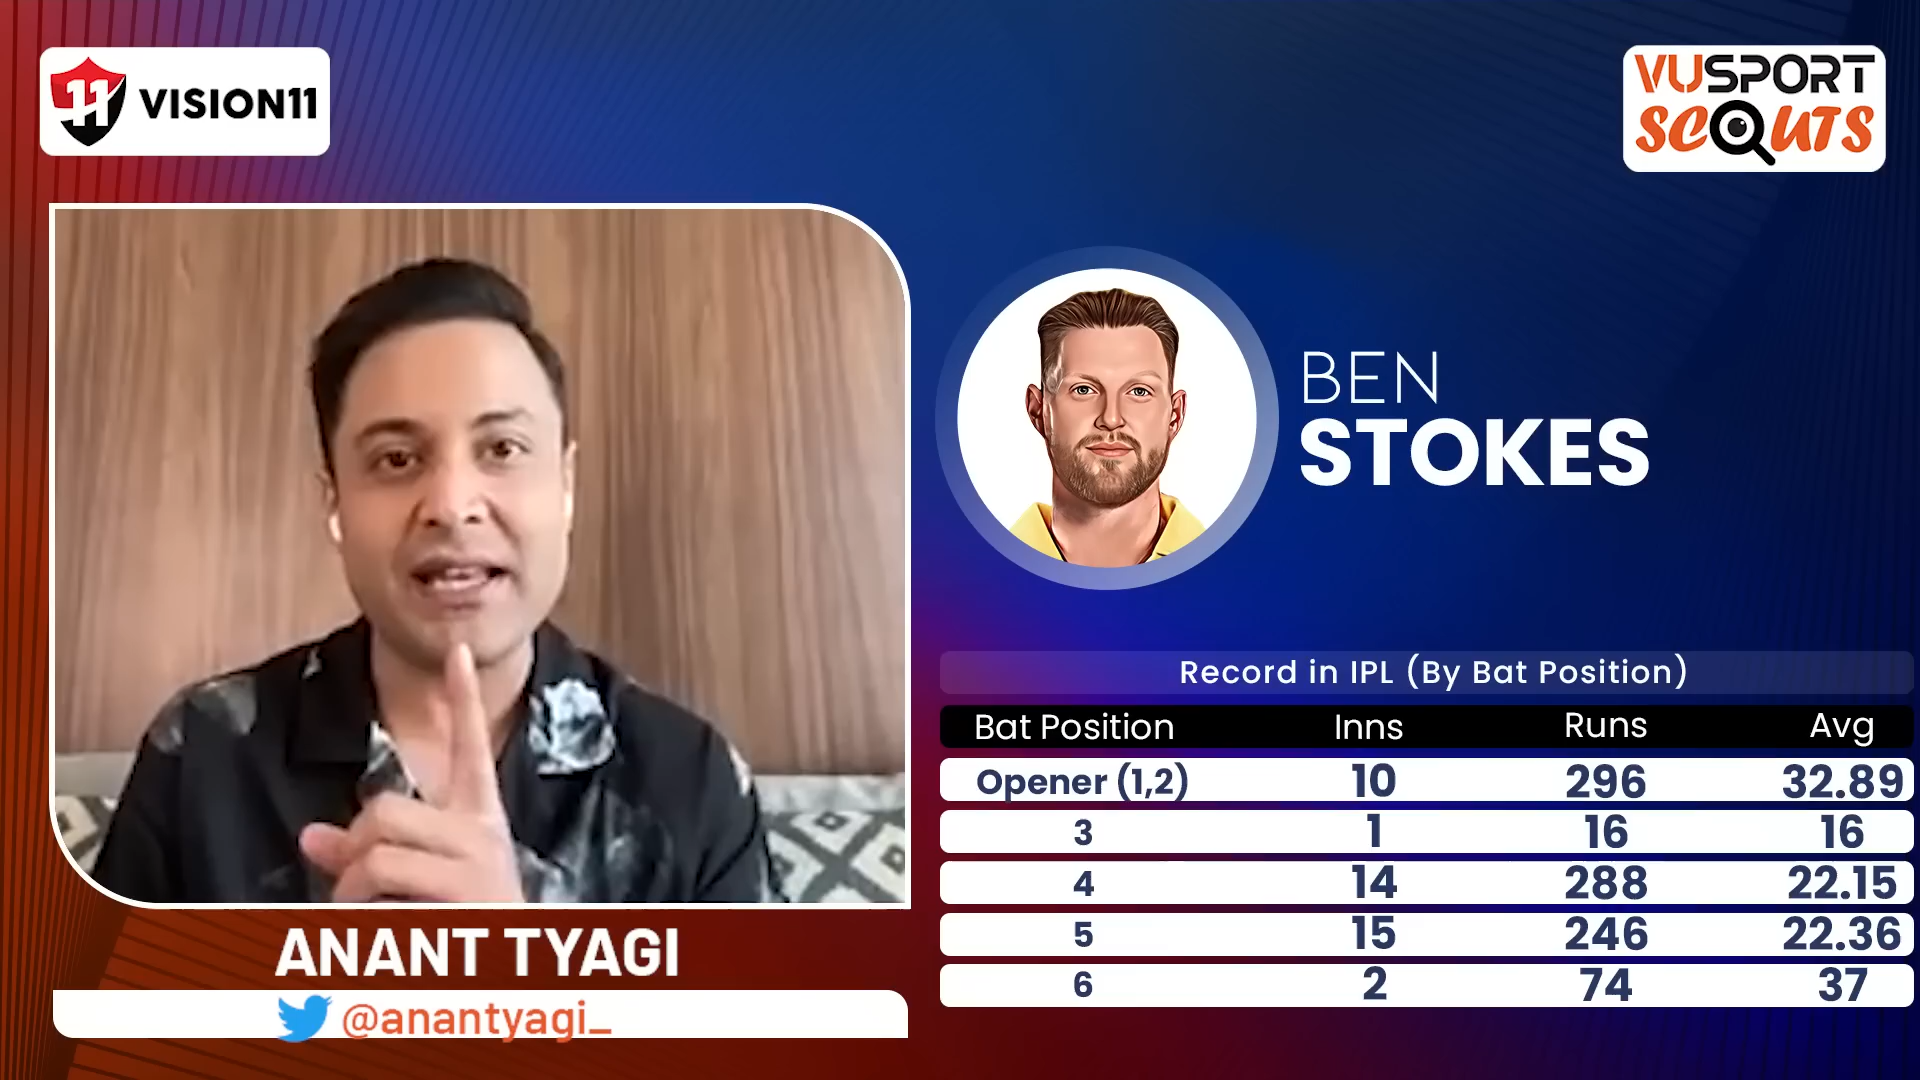 11 VISION11
VUSPORT
SCOUTS
BEN
STOKES
Record in IPL (By Bat Position)
Bat Position Inns Runs Avg
Opener (1,2) 10 296 32.89
3 1 16 16
4 14 288 22.15
5 15 246 22.36
6 2 74 37
ANANT TYAGI
@anantyagi_